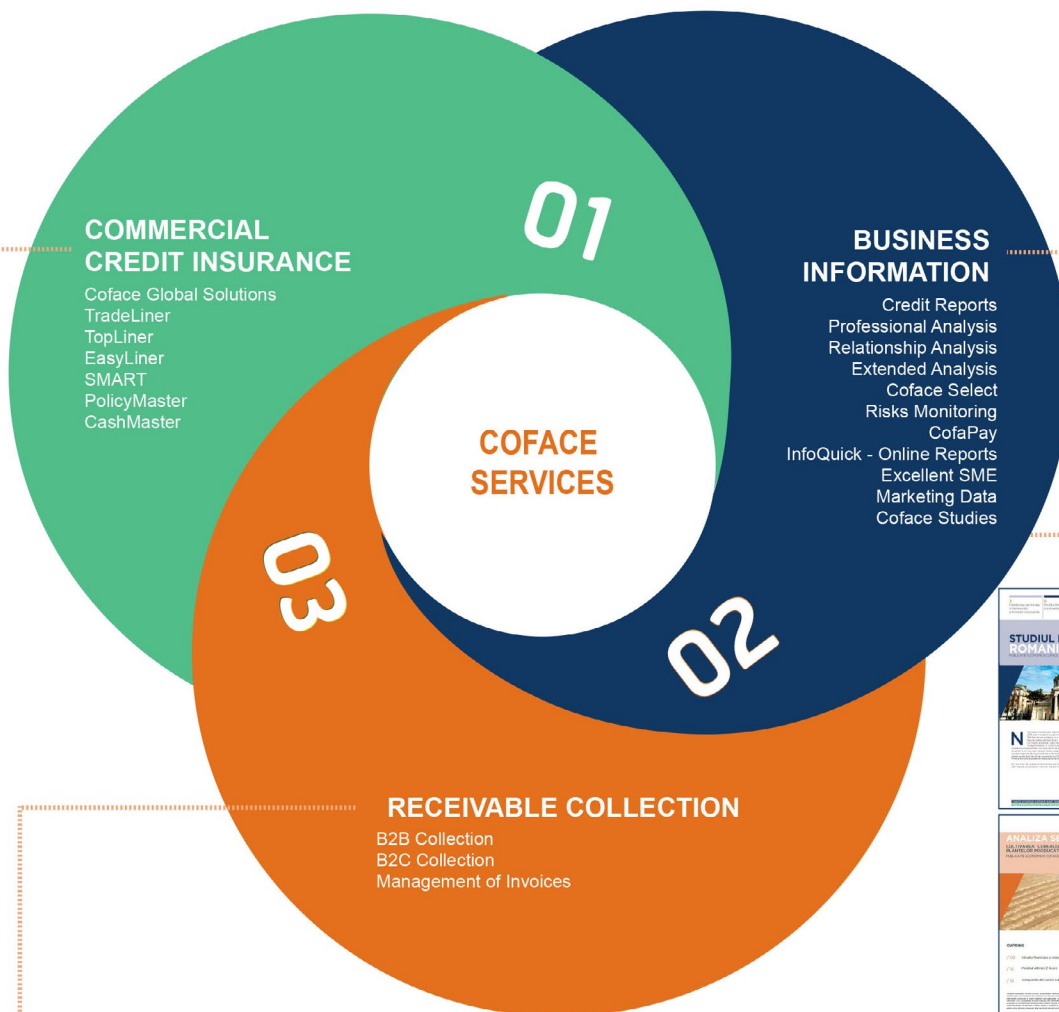 01
COMMERCIAL
CREDIT INSURANCE
Coface Global Solutions
TradeLiner
TopLiner
EasyLiner
SMART
PolicyMaster
CashMaster
BUSINESS
INFORMATION
Credit Reports
Professional Analysis
Relationship Analysis
Extended Analysis
Coface Select
Risks Monitoring
CofaPay
InfoQuick - Online Reports
Excellent SME
Marketing Data
Coface Studies
COFACE
SERVICES
03
02
RECEIVABLE COLLECTION
B2B Collection
B2C Collection
Management of Invoices
STUDIUL
ROMANI
N
ANALIZA